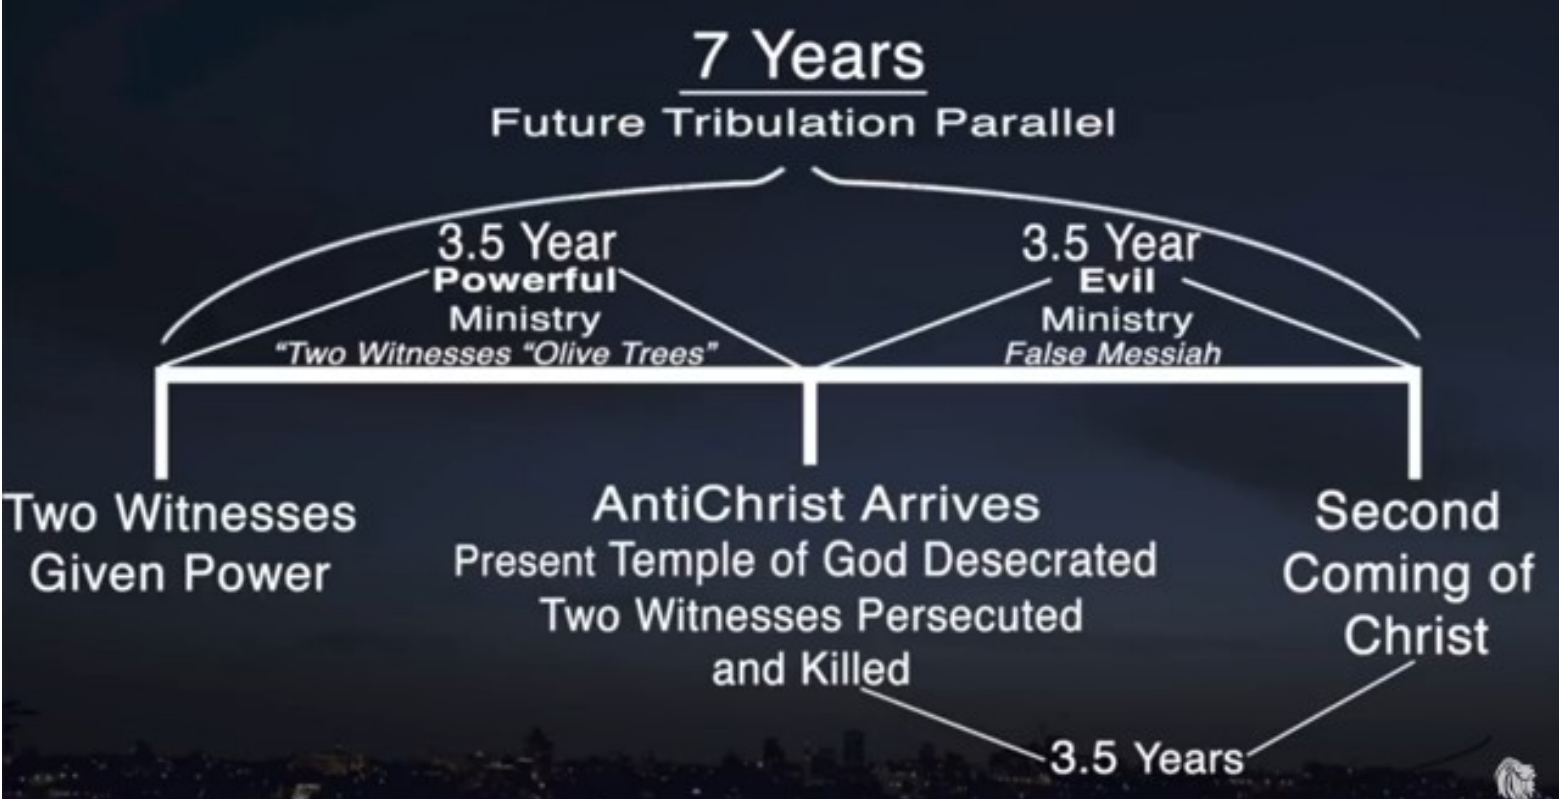 7 Years
Future Tribulation Parallel
3.5 Year
Powerful
Ministry
“Two Witnesses “Olive Trees”
3.5 Year
Evil
Ministry
False Messiah
Two Witnesses
Given Power
AntiChrist Arrives
Present Temple of God Desecrated
Two Witnesses Persecuted
and Killed
Second
Coming of
Christ
3.5 Years